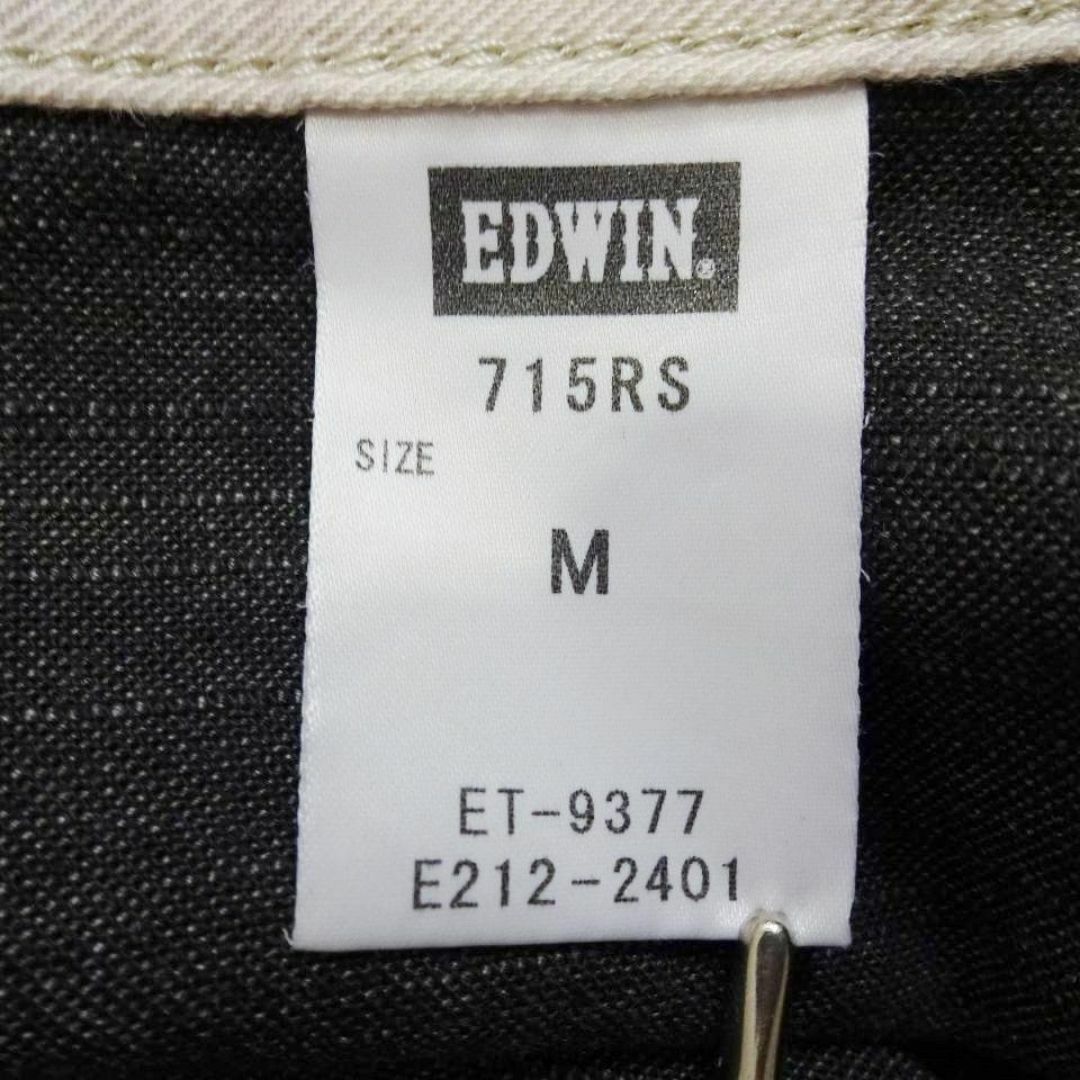 EDWIN®
715RS
SIZE
M
ET-9377
E212-2401